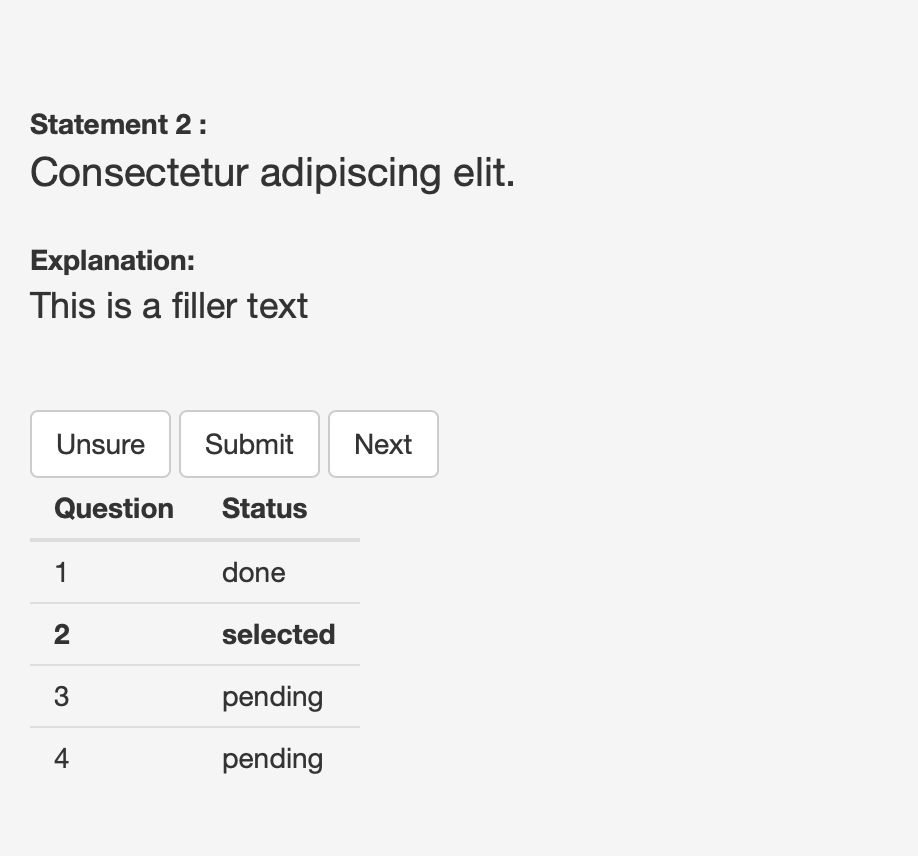 Statement 2 :
Consectetur adipiscing elit.
Explanation:
This is a filler text
Unsure Submit Next
Question Status
1 done
2 selected
3 pending
4 pending